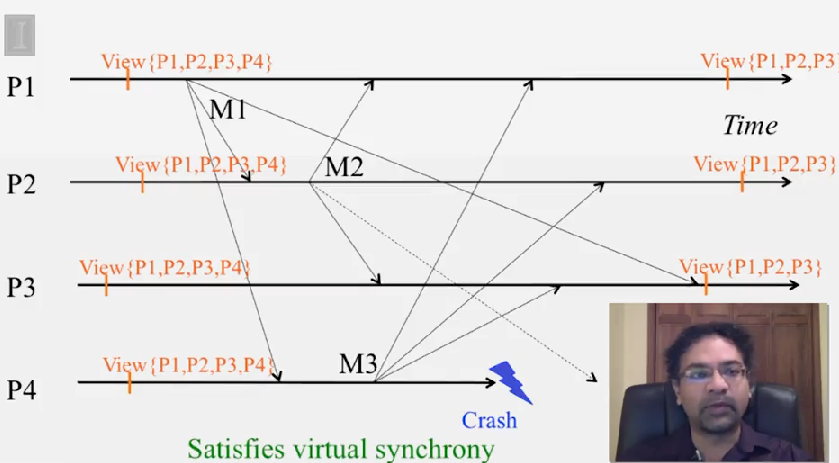 View{P1,P2,P3,P4}
View{P1,P2,P3
P1
M1
Time
View{P1,P2,P3,P4}
M2
View{P1,P2,P3}
P2
View{P1,P2,P3,P4}
View{P1,P2,P3}
P3
View{P1,P2,P3,P4}
M3
P4
Crash
Satisfies virtual synchrony